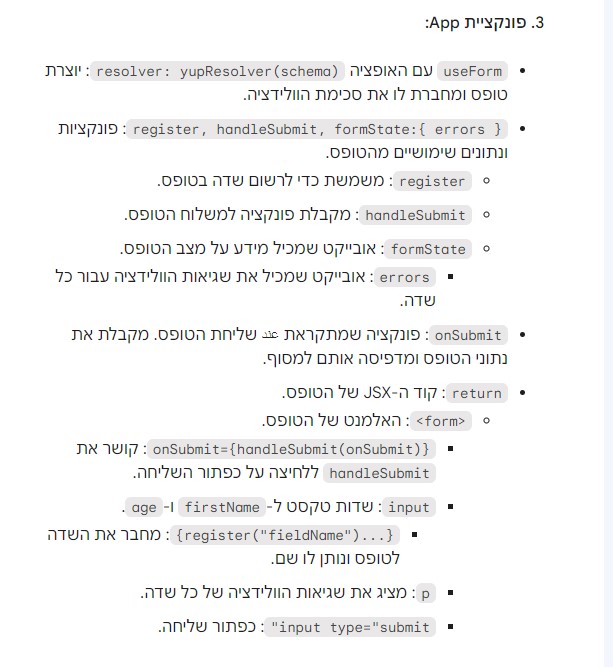 3. פונקציית App:
useForm עם האופציה resolver: yupResolver(schema): יוצרת
טופס ומחברת לו את סכימת הוולידציה.
register, handleSubmit, formState:{ errors }: פונקציות
ונתונים שימושיים מהטופס.
register: משמשת כדי לרשום שדה בטופס.
handleSubmit: מקבלת פונקציה למשלוח הטופס.
formState: אובייקט שמכיל מידע על מצב הטופס.
errors: אובייקט שמכיל את שגיאות הוולידציה עבור כל
שדה.
onSubmit: פונקציה שמתקראת عند שליחת הטופס. מקבלת את
נתוני הטופס ומדפיסה אותם למסוף.
return: קוד ה-JSX של הטופס.
<form>: האלמנט של הטופס.
onSubmit={handleSubmit(onSubmit)}: קושר את
handleSubmit ללחיצה על כפתור השליחה.
input: שדות טקסט ל-firstName ו-age.
{register("fieldName")...}: מחבר את השדה
לטופס ונותן לו שם.
p: מציג את שגיאות הוולידציה של כל שדה.
"input type="submit: כפתור שליחה.